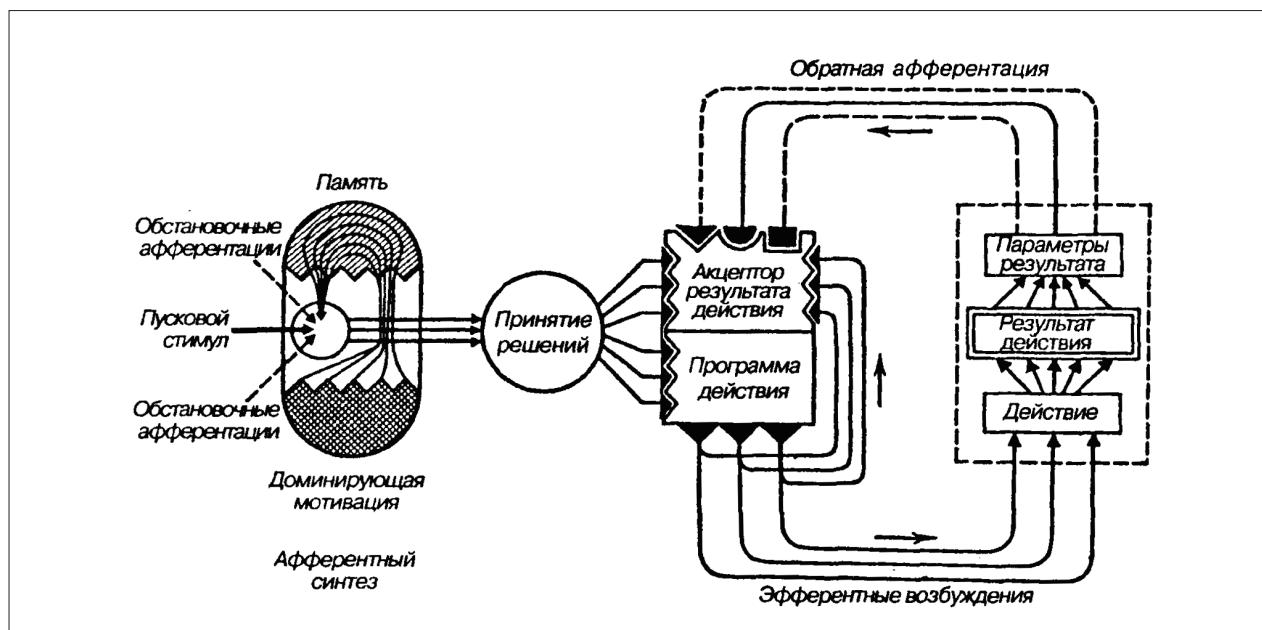 Обратная афферентация
Память
Обстановочные
афферентации
Пусковой
стимул
Обстановочные
афферентации
Доминирующая
мотивация
Афферентный
синтез
Принятие
решений
Акцептор
результата
действия
Программа
действия
Параметры
результата
Результат
действия
Действие
Эфферентные возбуждения